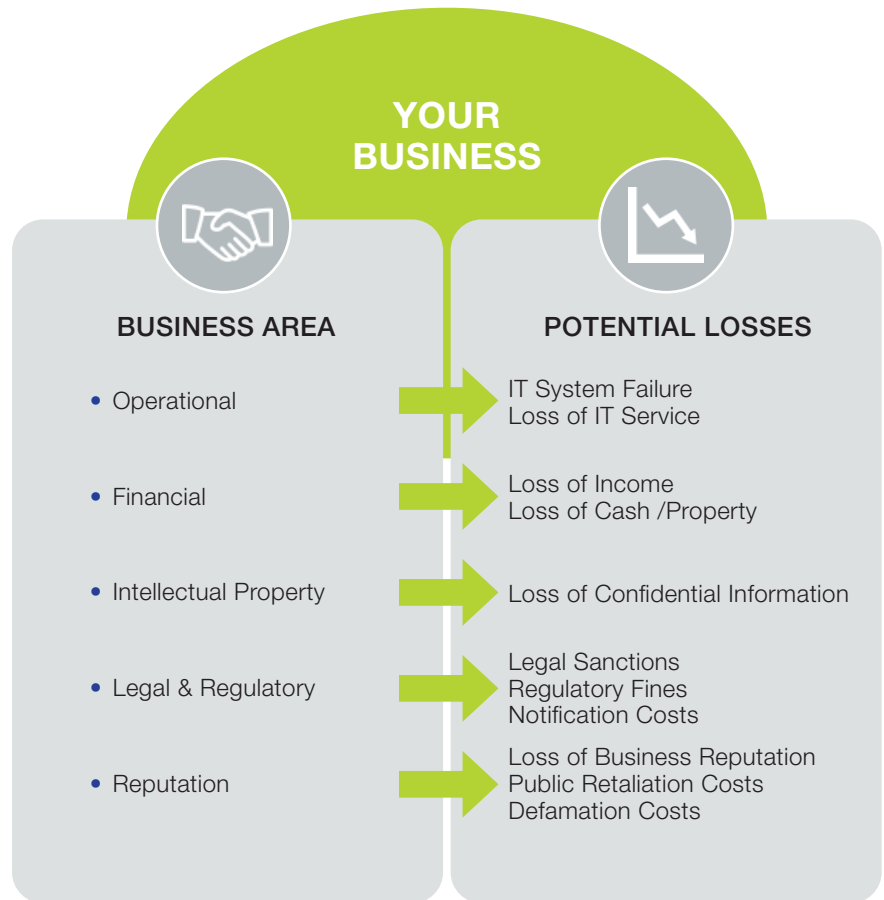 YOUR
BUSINESS
BUSINESS AREA
POTENTIAL LOSSES
• Operational
IT System Failure
Loss of IT Service
• Financial
Loss of Income
Loss of Cash /Property
• Intellectual Property
Loss of Confidential Information
• Legal & Regulatory
Legal Sanctions
Regulatory Fines
Notification Costs
• Reputation
Loss of Business Reputation
Public Retaliation Costs
Defamation Costs